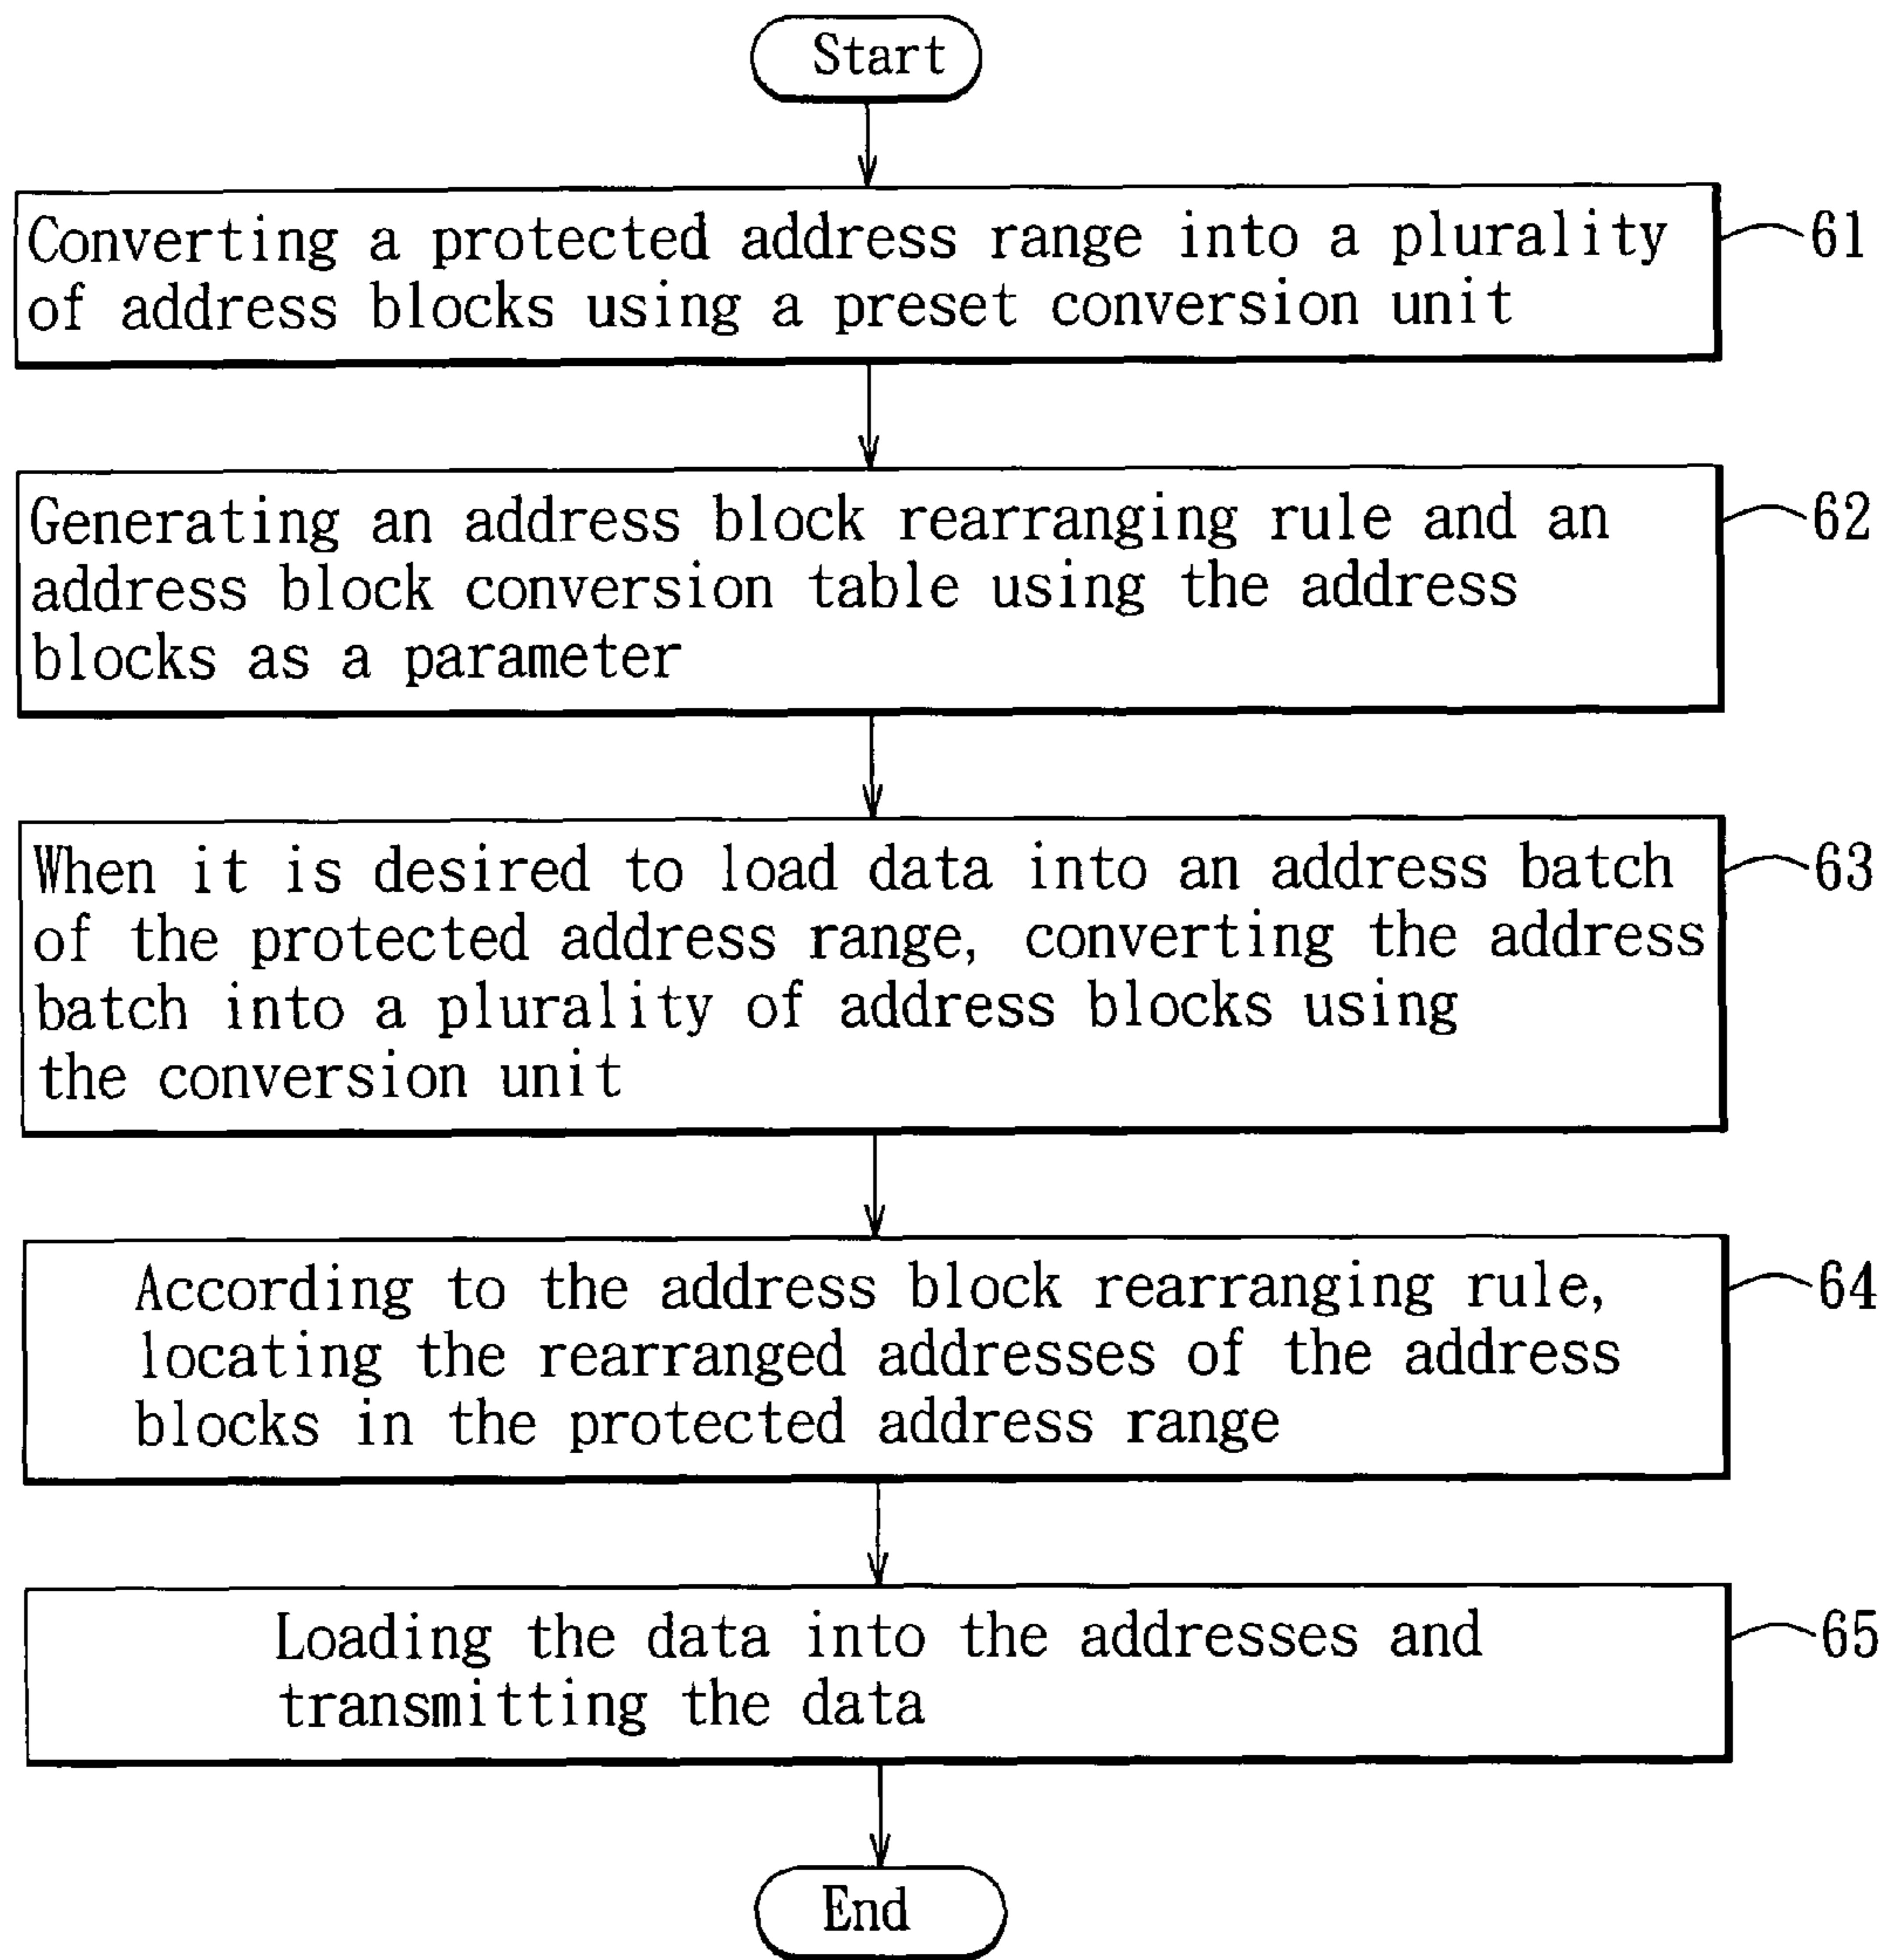 Start
Converting a protected address range into a plurality
of address blocks using a preset conversion unit
61
Generating an address block rearranging rule and an
address block conversion table using the address
blocks as a parameter
62
When it is desired to load data into an address batch
of the protected address range, converting the address
batch into a plurality of address blocks using
the conversion unit
63
According to the address block rearranging rule,
locating the rearranged addresses of the address
blocks in the protected address range
64
Loading the data into the addresses and
transmitting the data
65
End